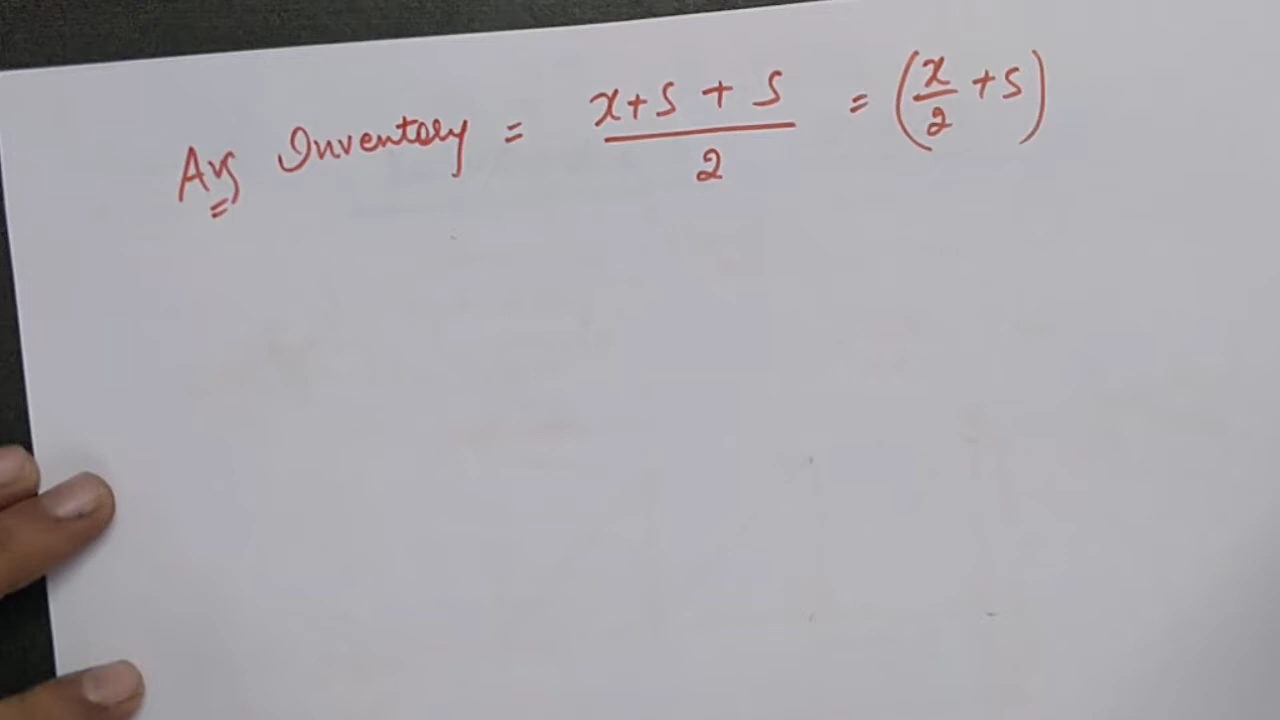 Avg Inventory = (x+s + s)/2 = (x/2 + s)